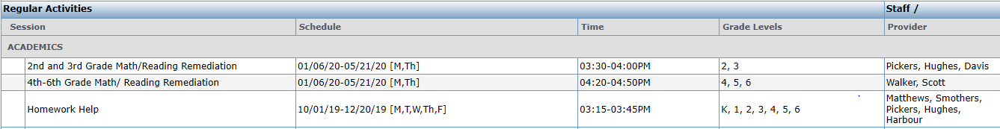 Regular Activities Staff /
Session Schedule Time Grade Levels Provider
ACADEMICS
2nd and 3rd Grade Math/Reading Remediation 01/06/20-05/21/20 [M,Th] 03:30-04:00PM 2, 3 Pickers, Hughes, Davis
4th-6th Grade Math/ Reading Remediation 01/06/20-05/21/20 [M,Th] 04:20-04:50PM 4, 5, 6 Walker, Scott
Homework Help 10/01/19-12/20/19 [M,T,W,Th,F] 03:15-03:45PM K, 1, 2, 3, 4, 5, 6 Matthews, Smothers,
Pickers, Hughes,
Harbour